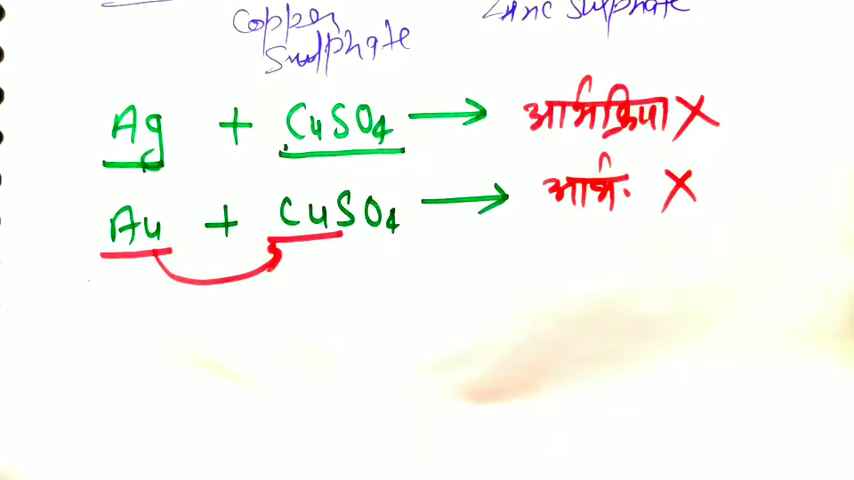 Copper
Sulphate
Zinc Sulphate
Ag + CuSO4 → अभिक्रिया ✗
Au + CuSO4 → अभि. ✗